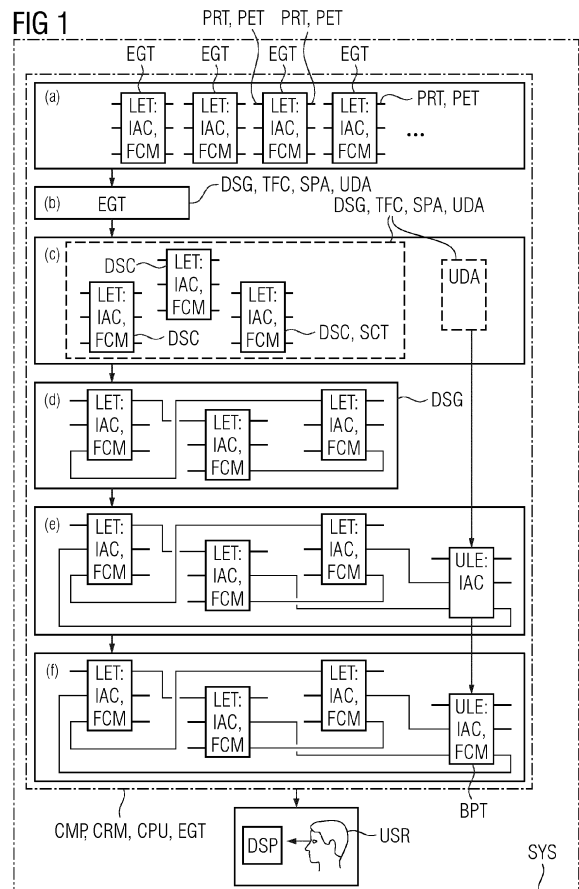 FIG 1
PRT, PET PRT, PET
EGT EGT EGT EGT
(a)
LET: IAC, FCM
LET: IAC, FCM
LET: IAC, FCM
LET: IAC, FCM
PRT, PET
...
(b) EGT
DSG, TFC, SPA, UDA
DSG, TFC, SPA, UDA
(c)
DSC
LET: IAC, FCM
UDA
LET: IAC, FCM
DSC
LET: IAC, FCM
DSC, SCT
(d)
LET: IAC, FCM
LET: IAC, FCM
LET: IAC, FCM
DSG
(e)
LET: IAC, FCM
LET: IAC, FCM
LET: IAC, FCM
ULE: IAC
(f)
LET: IAC, FCM
LET: IAC, FCM
LET: IAC, FCM
ULE: IAC, FCM
BPT
CMP, CRM, CPU, EGT
DSP
USR
SYS